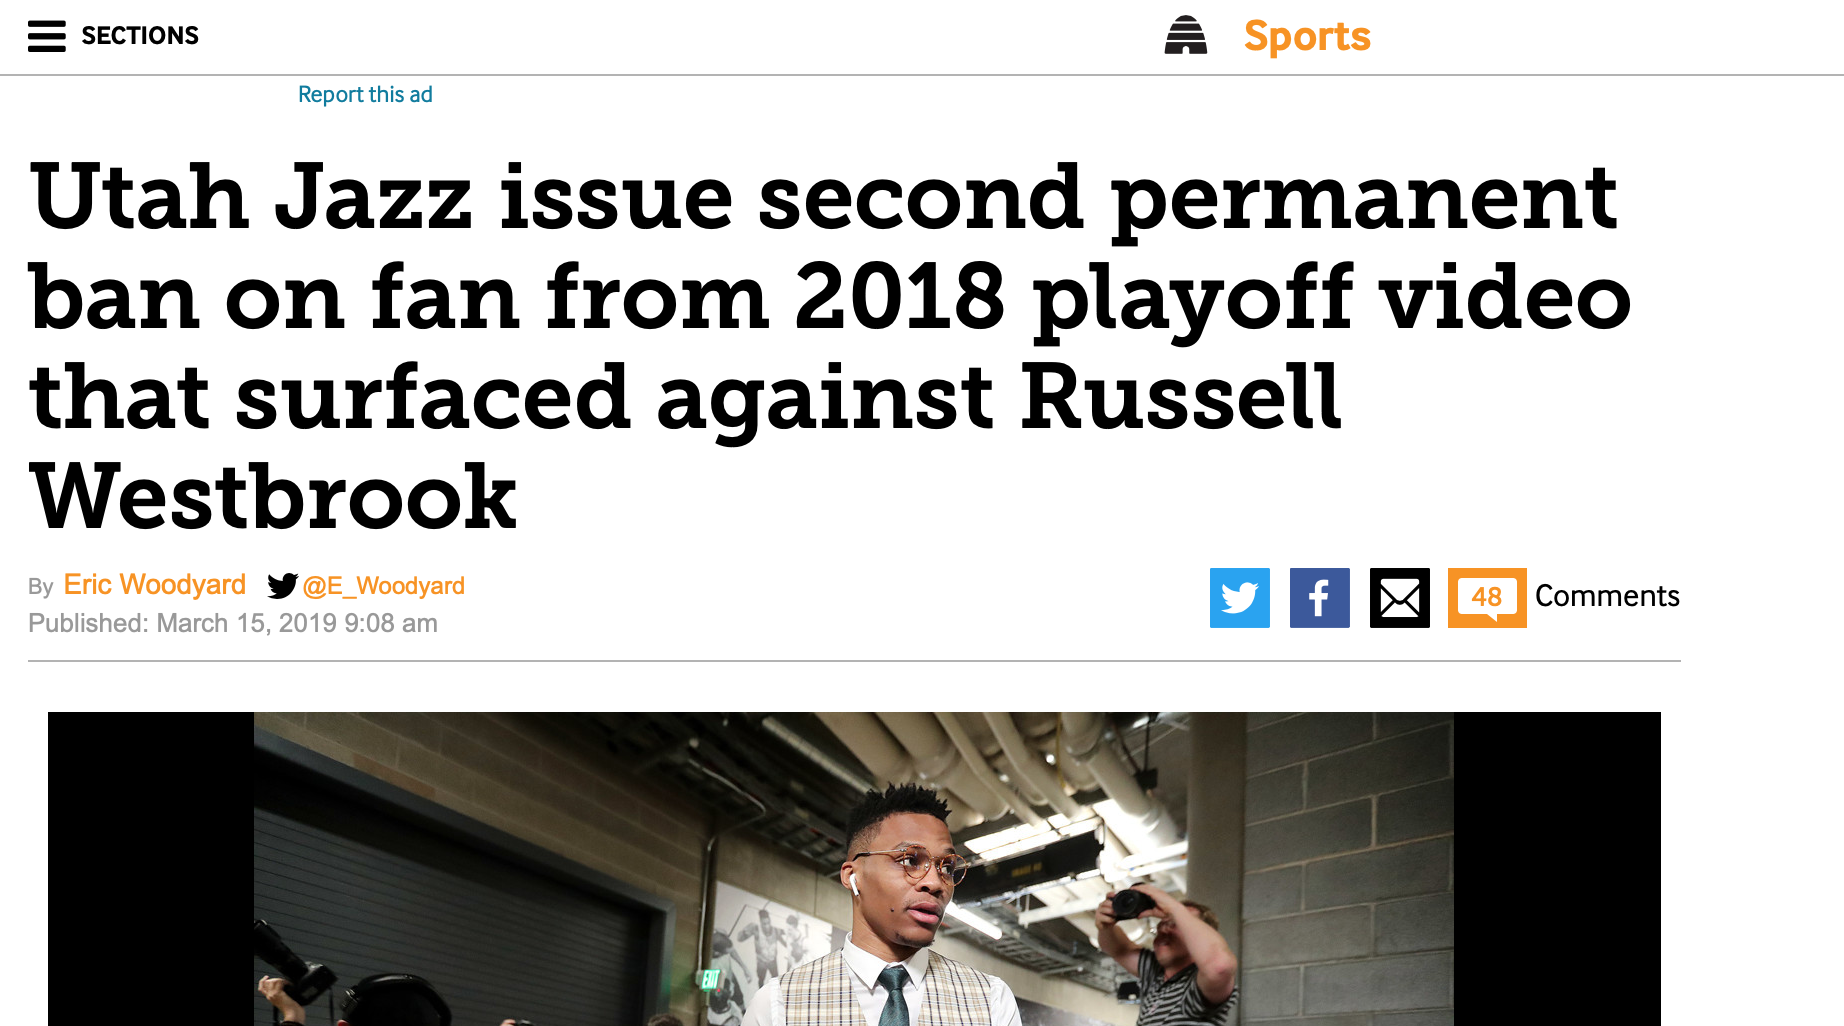 SECTIONS
Sports
Report this ad
Utah Jazz issue second permanent
ban on fan from 2018 playoff video
that surfaced against Russell
Westbrook
By Eric Woodyard @E_Woodyard
Published: March 15, 2019 9:08 am
48 Comments
EXIT